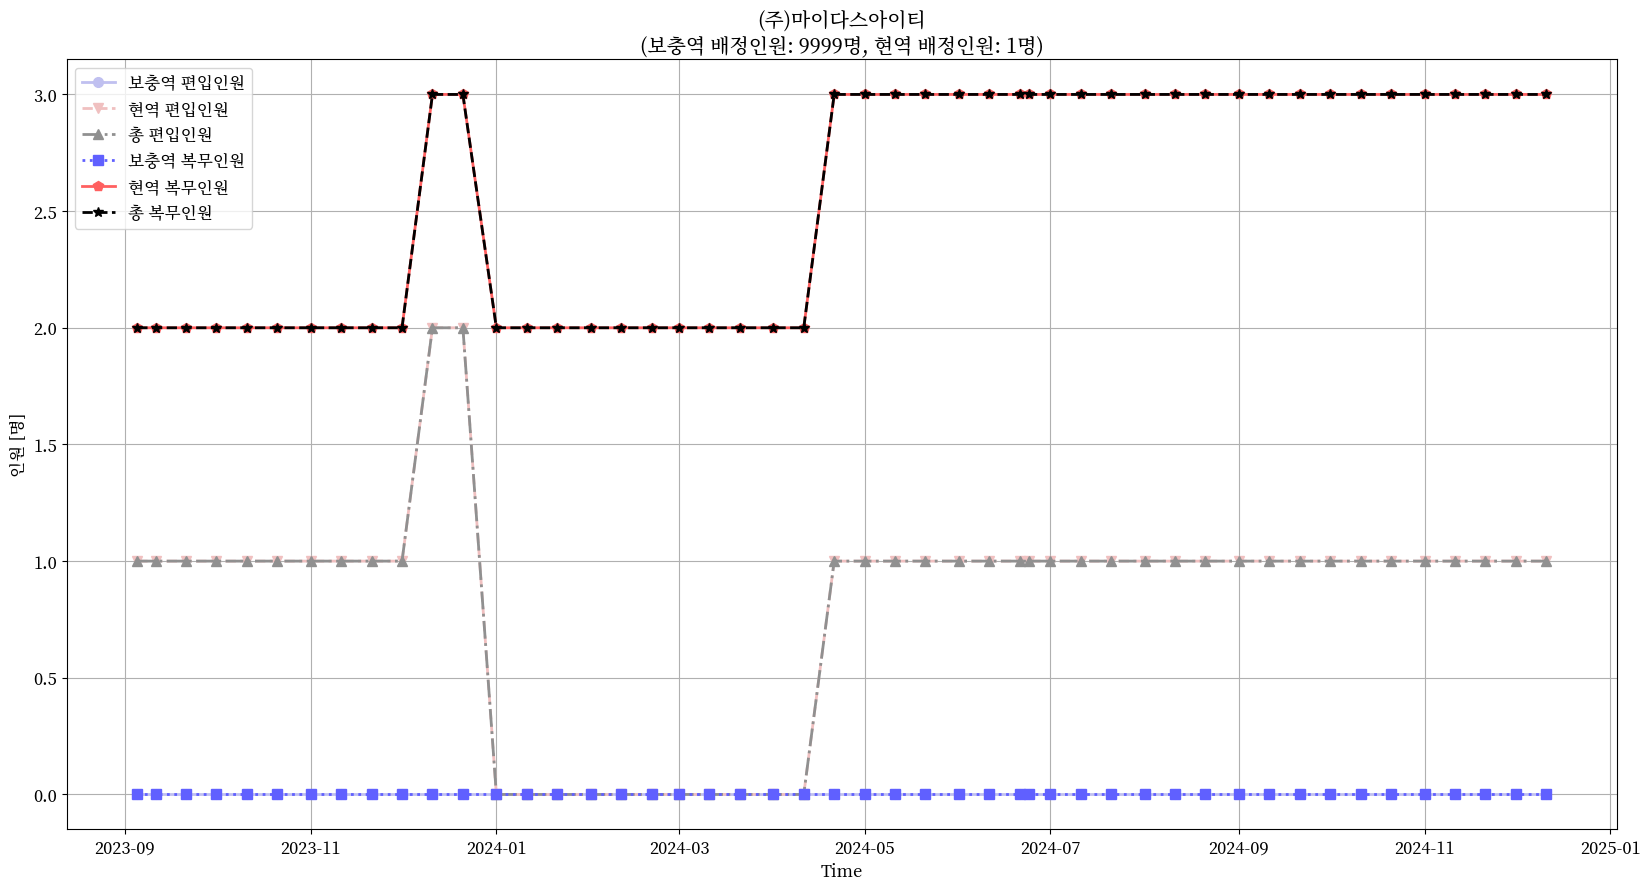 (주)마이다스아이티
(보충역 배정인원: 9999명, 현역 배정인원: 1명)
보충역 편입인원
현역 편입인원
총 편입인원
보충역 복무인원
현역 복무인원
총 복무인원
인원 [명]
3.0
2.5
2.0
1.5
1.0
0.5
0.0
2023-09 2023-11 2024-01 2024-03 2024-05 2024-07 2024-09 2024-11 2025-01
Time